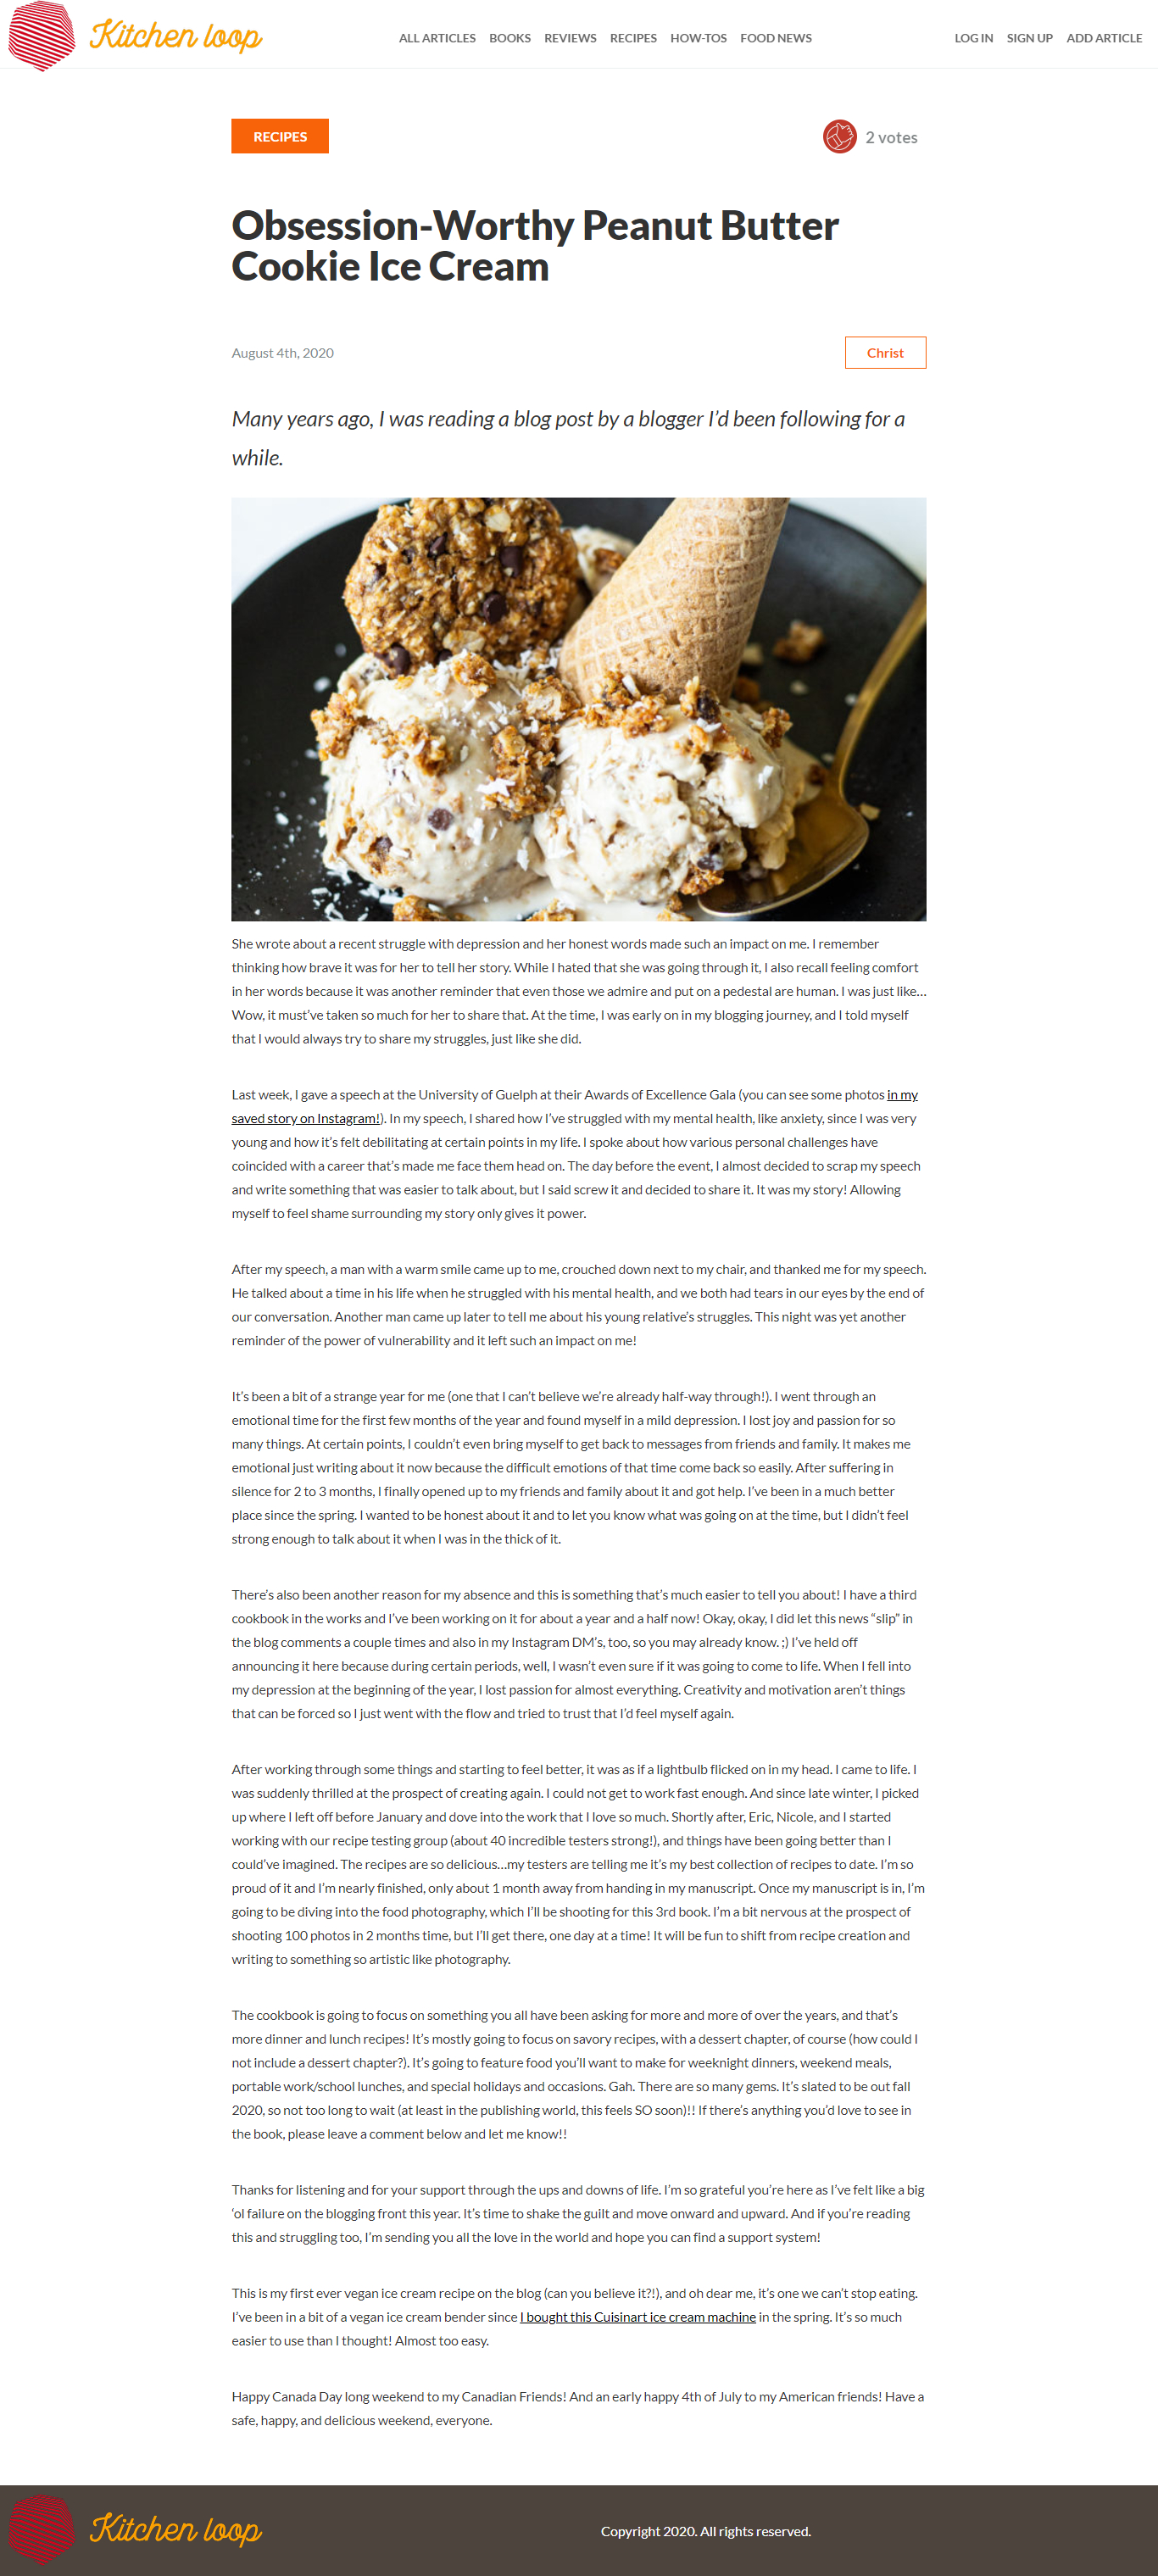 Kitchen loop
ALL ARTICLES BOOKS REVIEWS RECIPES HOW-TOS FOOD NEWS
LOG IN SIGN UP ADD ARTICLE
RECIPES
2 votes
Obsession-Worthy Peanut Butter
Cookie Ice Cream
August 4th, 2020
Christ
Many years ago, I was reading a blog post by a blogger I’d been following for a
while.
She wrote about a recent struggle with depression and her honest words made such an impact on me. I remember
thinking how brave it was for her to tell her story. While I hated that she was going through it, I also recall feeling comfort
in her words because it was another reminder that even those we admire and put on a pedestal are human. I was just like…
Wow, it must’ve taken so much for her to share that. At the time, I was early on in my blogging journey, and I told myself
that I would always try to share my struggles, just like she did.
Last week, I gave a speech at the University of Guelph at their Awards of Excellence Gala (you can see some photos in my
saved story on Instagram!). In my speech, I shared how I’ve struggled with my mental health, like anxiety, since I was very
young and how it’s felt debilitating at certain points in my life. I spoke about how various personal challenges have
coincided with a career that’s made me face them head on. The day before the event, I almost decided to scrap my speech
and write something that was easier to talk about, but I said screw it and decided to share it. It was my story! Allowing
myself to feel shame surrounding my story only gives it power.
After my speech, a man with a warm smile came up to me, crouched down next to my chair, and thanked me for my speech.
He talked about a time in his life when he struggled with his mental health, and we both had tears in our eyes by the end of
our conversation. Another man came up later to tell me about his young relative’s struggles. This night was yet another
reminder of the power of vulnerability and it left such an impact on me!
It’s been a bit of a strange year for me (one that I can’t believe we’re already half-way through!). I went through an
emotional time for the first few months of the year and found myself in a mild depression. I lost joy and passion for so
many things. At certain points, I couldn’t even bring myself to get back to messages from friends and family. It makes me
emotional just writing about it now because the difficult emotions of that time come back so easily. After suffering in
silence for 2 to 3 months, I finally opened up to my friends and family about it and got help. I’ve been in a much better
place since the spring. I wanted to be honest about it and to let you know what was going on at the time, but I didn’t feel
strong enough to talk about it when I was in the thick of it.
There’s also been another reason for my absence and this is something that’s much easier to tell you about! I have a third
cookbook in the works and I’ve been working on it for about a year and a half now! Okay, okay, I did let this news “slip” in
the blog comments a couple times and also in my Instagram DM’s, too, so you may already know. ;) I’ve held off
announcing it here because during certain periods, well, I wasn’t even sure if it was going to come to life. When I fell into
my depression at the beginning of the year, I lost passion for almost everything. Creativity and motivation aren’t things
that can be forced so I just went with the flow and tried to trust that I’d feel myself again.
After working through some things and starting to feel better, it was as if a lightbulb flicked on in my head. I came to life. I
was suddenly thrilled at the prospect of creating again. I could not get to work fast enough. And since late winter, I picked
up where I left off before January and dove into the work that I love so much. Shortly after, Eric, Nicole, and I started
working with our recipe testing group (about 40 incredible testers strong!), and things have been going better than I
could’ve imagined. The recipes are so delicious…my testers are telling me it’s my best collection of recipes to date. I’m so
proud of it and I’m nearly finished, only about 1 month away from handing in my manuscript. Once my manuscript is in, I’m
going to be diving into the food photography, which I’ll be shooting for this 3rd book. I’m a bit nervous at the prospect of
shooting 100 photos in 2 months time, but I’ll get there, one day at a time! It will be fun to shift from recipe creation and
writing to something so artistic like photography.
The cookbook is going to focus on something you all have been asking for more and more of over the years, and that’s
more dinner and lunch recipes! It’s mostly going to focus on savory recipes, with a dessert chapter, of course (how could I
not include a dessert chapter?). It’s going to feature food you’ll want to make for weeknight dinners, weekend meals,
portable work/school lunches, and special holidays and occasions. Gah. There are so many gems. It’s slated to be out fall
2020, so not too long to wait (at least in the publishing world, this feels SO soon)!! If there’s anything you’d love to see in
the book, please leave a comment below and let me know!!
Thanks for listening and for your support through the ups and downs of life. I’m so grateful you’re here as I’ve felt like a big
‘ol failure on the blogging front this year. It’s time to shake the guilt and move onward and upward. And if you’re reading
this and struggling too, I’m sending you all the love in the world and hope you can find a support system!
This is my first ever vegan ice cream recipe on the blog (can you believe it?!), and oh dear me, it’s one we can’t stop eating.
I’ve been in a bit of a vegan ice cream bender since I bought this Cuisinart ice cream machine in the spring. It’s so much
easier to use than I thought! Almost too easy.
Happy Canada Day long weekend to my Canadian Friends! And an early happy 4th of July to my American friends! Have a
safe, happy, and delicious weekend, everyone.
Kitchen loop
Copyright 2020. All rights reserved.